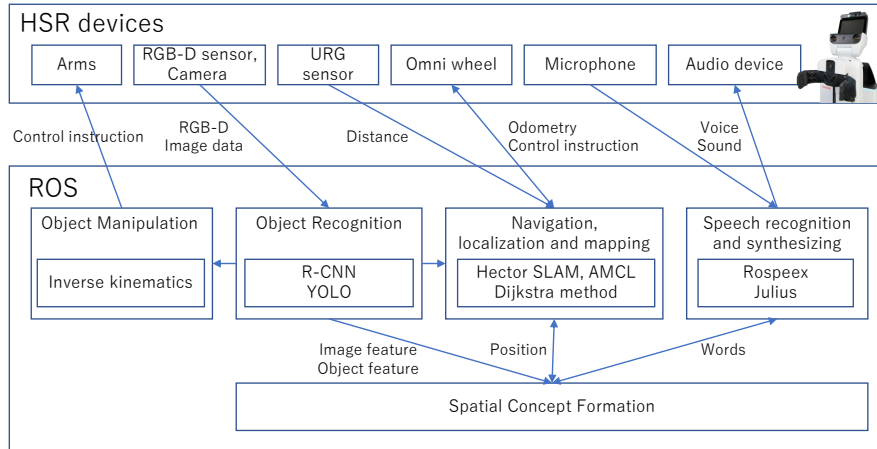 HSR devices
Arms
RGB-D sensor,
Camera
URG
sensor
Omni wheel
Microphone
Audio device
Control instruction
RGB-D
Image data
Distance
Odometry
Control instruction
Voice
Sound
ROS
Object Manipulation
Inverse kinematics
Object Recognition
R-CNN
YOLO
Navigation,
localization and mapping
Hector SLAM, AMCL
Dijkstra method
Speech recognition
and synthesizing
Rospeex
Julius
Image feature
Object feature
Position
Words
Spatial Concept Formation